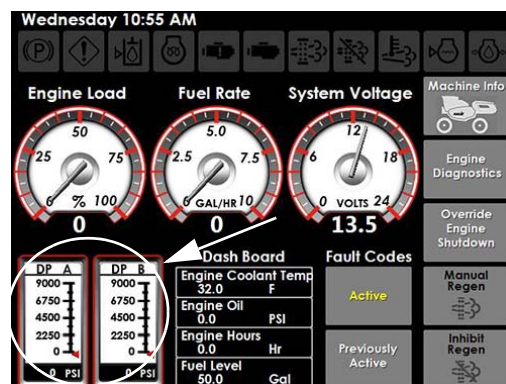 Wednesday 10:55 AM
Engine Load
50
25 75
0 % 100
0
Fuel Rate
5.0
2.5 7.5
0 GAL/HR 10
0
System Voltage
12
6 18
0 VOLTS 24
13.5
Machine Info
Engine
Diagnostics
Override
Engine
Shutdown
Manual
Regen
Inhibit
Regen
DP A
9000
6750
4500
2250
0
0 PSI
DP B
9000
6750
4500
2250
0
0 PSI
Dash Board
Engine Coolant Temp
32.0 F
Engine Oil
0.0 PSI
Engine Hours
0.0 Hr
Fuel Level
50.0 Gal
Fault Codes
Active
Previously
Active